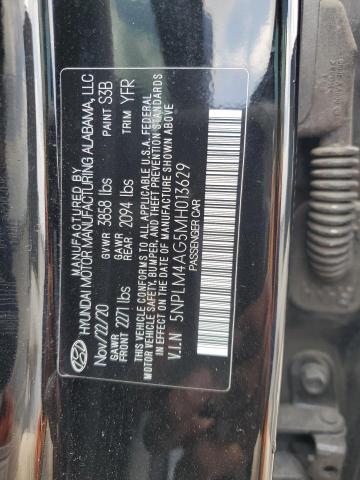 MANUFACTURED BY
HYUNDAI MOTOR MANUFACTURING ALABAMA, LLC
Nov/22/20 GVWR 3858 lbs PAINT S3B
GAWR FRONT 2271 lbs GAWR REAR 2094 lbs TRIM YFR
THIS VEHICLE CONFORMS TO ALL APPLICABLE U.S.A. FEDERAL
MOTOR VEHICLE SAFETY AND THEFT PREVENTION STANDARDS
IN EFFECT ON THE DATE OF MANUFACTURE SHOWN ABOVE.
V.I.N 5NPLM4AG5MH013629
PASSENGER CAR